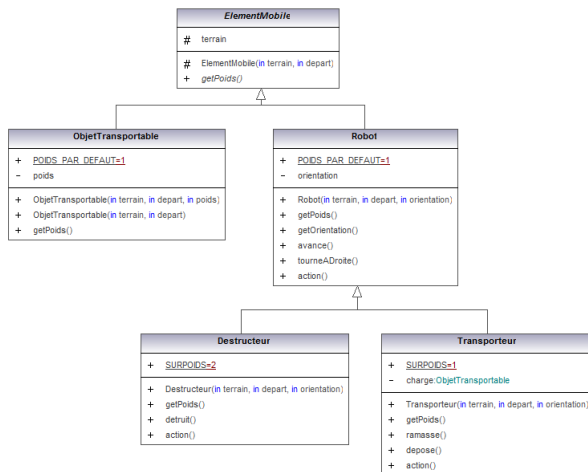 ElementMobile
# terrain
# ElementMobile(in terrain, in depart)
+ getPoids()
ObjetTransportable
+ POIDS_PAR_DEFAUT=1
- poids
+ ObjetTransportable(in terrain, in depart, in poids)
+ ObjetTransportable(in terrain, in depart)
+ getPoids()
Robot
+ POIDS_PAR_DEFAUT=1
- orientation
+ Robot(in terrain, in depart, in orientation)
+ getPoids()
+ getOrientation()
+ avance()
+ tourneADroite()
+ action()
Destructeur
+ SURPOIDS=2
+ Destructeur(in terrain, in depart, in orientation)
+ getPoids()
+ detruit()
+ action()
Transporteur
+ SURPOIDS=1
- charge:ObjetTransportable
+ Transporteur(in terrain, in depart, in orientation)
+ getPoids()
+ ramasse()
+ depose()
+ action()